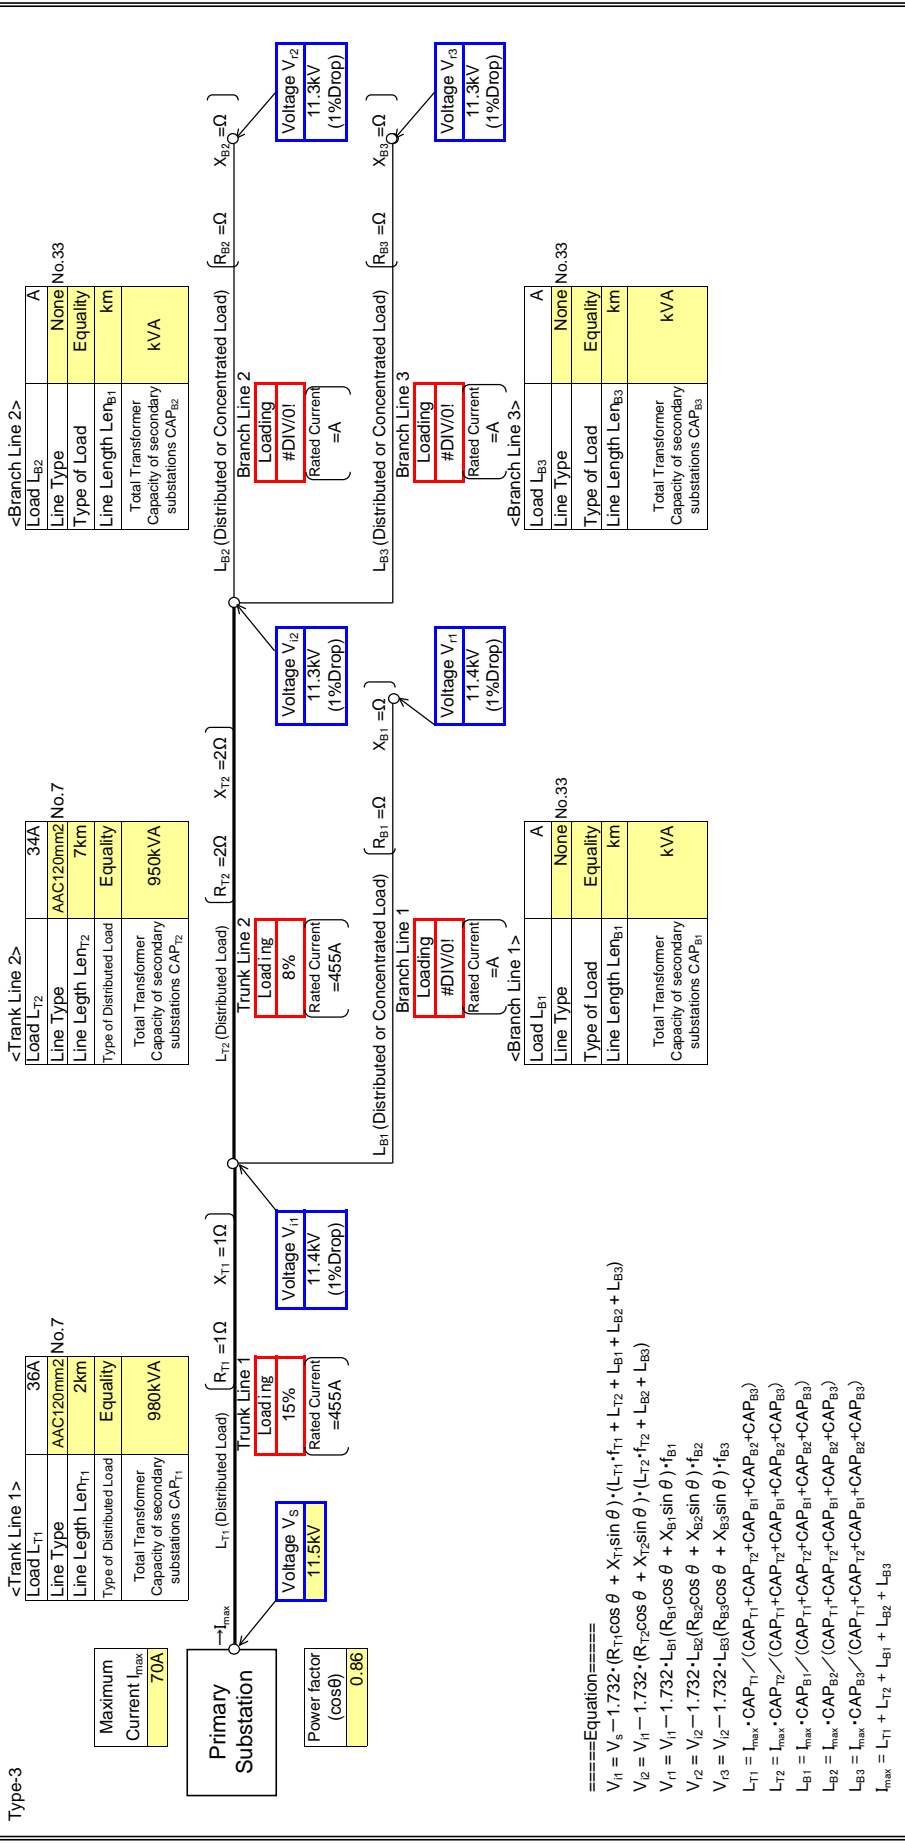 Type-3
Maximum
Current Imax
70A
Primary
Substation
Power factor
(cosθ)
0.86
→Imax
Voltage VS
11.5kV
<Trank Line 1>
Load LT1 36A
Line Type AAC120mm2 No.7
Line Legth LenT1 2km
Type of Distributed Load Equality
Total Transformer
Capacity of secondary
substations CAPT1
980kVA
LT1 (Distributed Load)
RT1 =1Ω XT1 =1Ω
Trunk Line 1
Loading
15%
Rated Current
=455A
Voltage Vi1
11.4kV
(1%Drop)
<Trank Line 2>
Load LT2 34A
Line Type AAC120mm2 No.7
Line Legth LenT2 7km
Type of Distributed Load Equality
Total Transformer
Capacity of secondary
substations CAPT2
950kVA
LT2 (Distributed Load)
RT2 =2Ω XT2 =2Ω
Trunk Line 2
Loading
8%
Rated Current
=455A
Voltage Vi2
11.3kV
(1%Drop)
LB1 (Distributed or Concentrated Load)
RB1 =Ω XB1 =Ω
Branch Line 1
Loading
#DIV/0!
Rated Current
=A
Voltage Vr1
11.4kV
(1%Drop)
<Branch Line 1>
Load LB1 A
Line Type None No.33
Type of Load Equality
Line Length LenB1 km
Total Transformer
Capacity of secondary
substations CAPB1
kVA
<Branch Line 2>
Load LB2 A
Line Type None No.33
Type of Load Equality
Line Length LenB1 km
Total Transformer
Capacity of secondary
substations CAPB2
kVA
LB2 (Distributed or Concentrated Load)
RB2 =Ω XB2 =Ω
Branch Line 2
Loading
#DIV/0!
Rated Current
=A
Voltage Vr2
11.3kV
(1%Drop)
LB3 (Distributed or Concentrated Load)
RB3 =Ω XB3 =Ω
Branch Line 3
Loading
#DIV/0!
Rated Current
=A
Voltage Vr3
11.3kV
(1%Drop)
<Branch Line 3>
Load LB3 A
Line Type None No.33
Type of Load Equality
Line Length LenB3 km
Total Transformer
Capacity of secondary
substations CAPB3
kVA
=====Equation=====
Vi1 = Vs－1.732･(RT1cos θ + XT1sin θ)･(LT1･fT1 + LT2 + LB1 + LB2 + LB3)
Vi2 = Vi1－1.732･(RT2cos θ + XT2sin θ)･(LT2･fT2 + LB2 + LB3)
Vr1 = Vi1－1.732･LB1(RB1cos θ + XB1sin θ)･fB1
Vr2 = Vi2－1.732･LB2(RB2cos θ + XB2sin θ)･fB2
Vr3 = Vi2－1.732･LB3(RB3cos θ + XB3sin θ)･fB3
LT1 = Imax･CAPT1／(CAPT1+CAPT2+CAPB1+CAPB2+CAPB3)
LT2 = Imax･CAPT2／(CAPT1+CAPT2+CAPB1+CAPB2+CAPB3)
LB1 = Imax･CAPB1／(CAPT1+CAPT2+CAPB1+CAPB2+CAPB3)
LB2 = Imax･CAPB2／(CAPT1+CAPT2+CAPB1+CAPB2+CAPB3)
LB3 = Imax･CAPB3／(CAPT1+CAPT2+CAPB1+CAPB2+CAPB3)
Imax = LT1 + LT2 + LB1 + LB2 + LB3